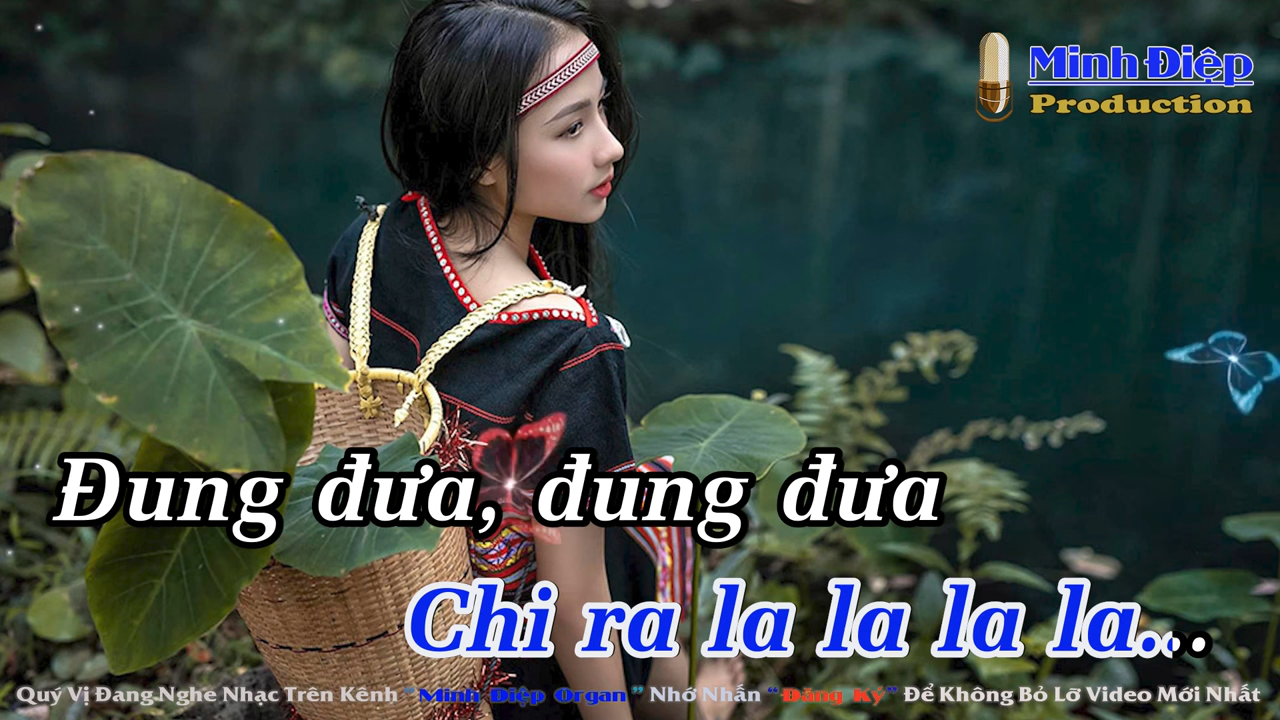 Minh Điệp
Production
Đung đưa, đung đưa
Chi ra la la la la...
Quý Vị Đang Nghe Nhạc Trên Kênh "Minh Điệp Organ" Nhớ Nhấn "Đăng Ký" Để Không Bỏ Lỡ Video Mới Nhất